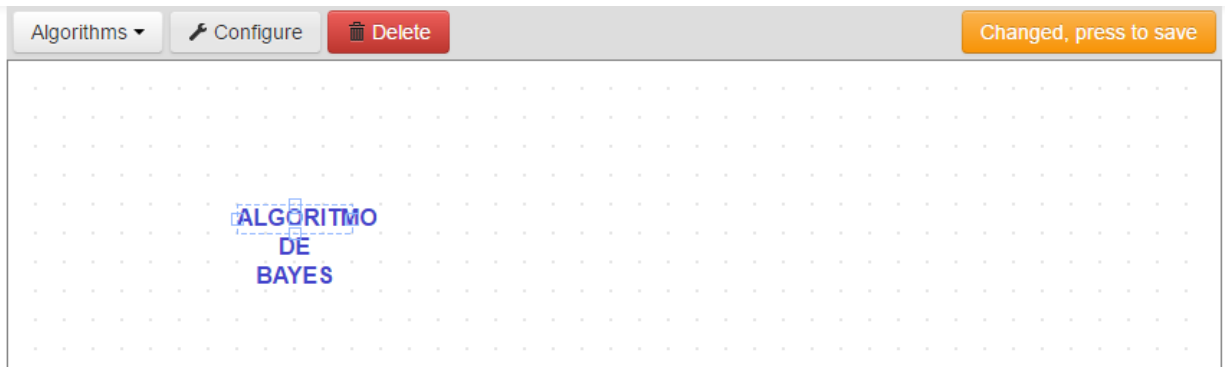 Algorithms Configure Delete Changed, press to save
ALGORITMO
DE
BAYES